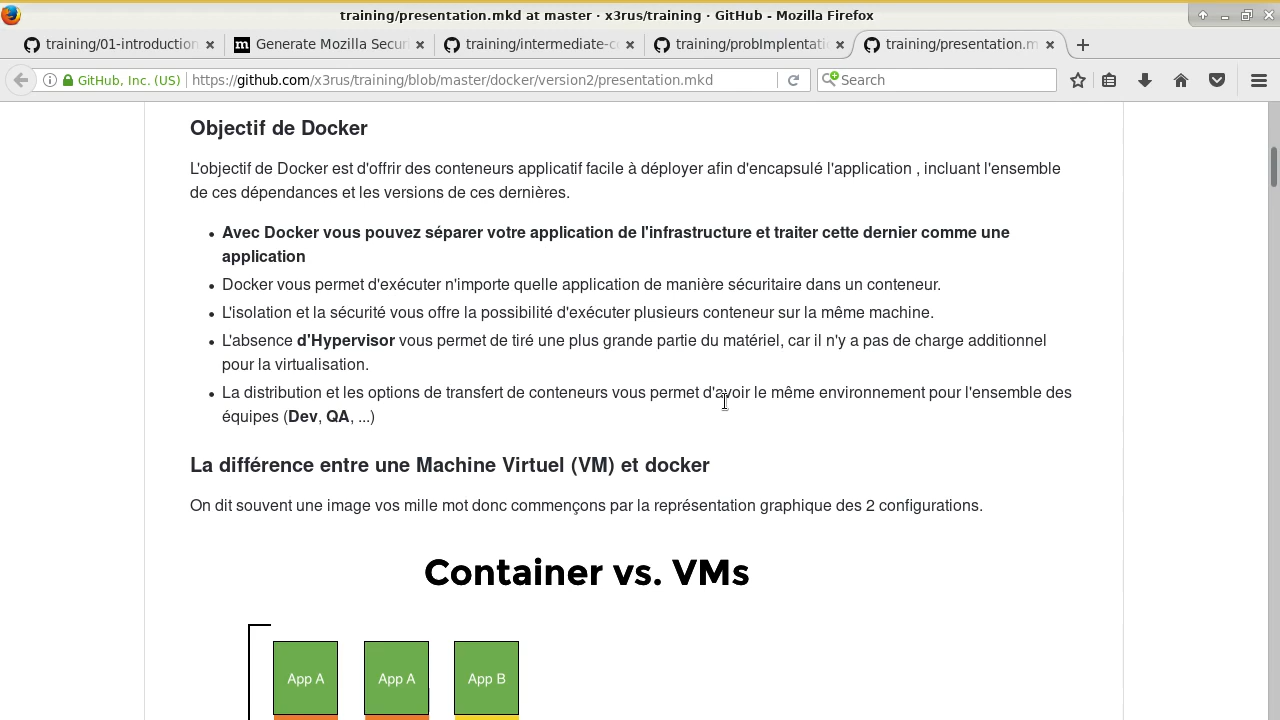 training/presentation.mkd at master · x3rus/training · GitHub - Mozilla Firefox
training/01-introduction
Generate Mozilla Secur
training/intermediate-c
training/probImplentati
training/presentation.m
GitHub, Inc. (US)
https://github.com/x3rus/training/blob/master/docker/version2/presentation.mkd
Search
Objectif de Docker
L'objectif de Docker est d'offrir des conteneurs applicatif facile à déployer afin d'encapsulé l'application , incluant l'ensemble
de ces dépendances et les versions de ces dernières.
• Avec Docker vous pouvez séparer votre application de l'infrastructure et traiter cette dernier comme une
application
• Docker vous permet d'exécuter n'importe quelle application de manière sécuritaire dans un conteneur.
• L'isolation et la sécurité vous offre la possibilité d'exécuter plusieurs conteneur sur la même machine.
• L'absence d'Hypervisor vous permet de tiré une plus grande partie du matériel, car il n'y a pas de charge additionnel
pour la virtualisation.
• La distribution et les options de transfert de conteneurs vous permet d'avoir le même environnement pour l'ensemble des
équipes (Dev, QA, ...)
La différence entre une Machine Virtuel (VM) et docker
On dit souvent une image vos mille mot donc commençons par la représentation graphique des 2 configurations.
Container vs. VMs
App A
App A
App B